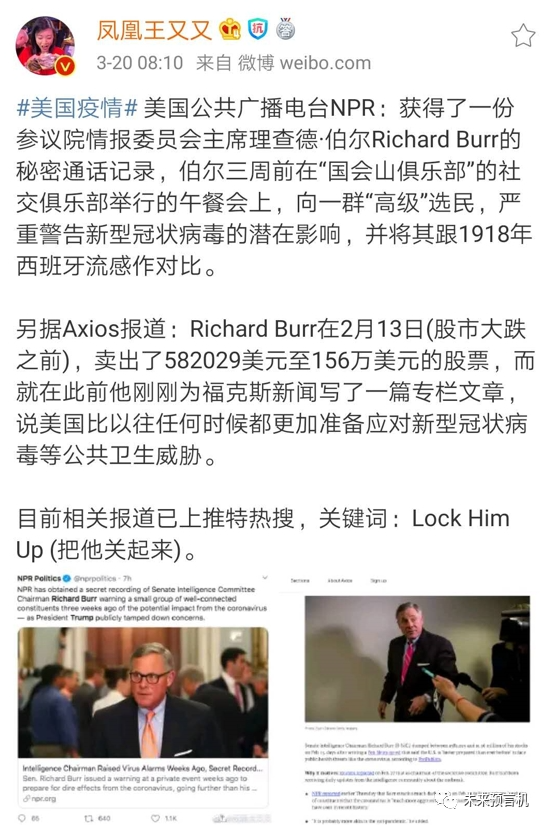 凤凰王又又
3-20 08:10 来自 微博 weibo.com
#美国疫情# 美国公共广播电台NPR：获得了一份
参议院情报委员会主席理查德·伯尔Richard Burr的
秘密通话记录，伯尔三周前在“国会山俱乐部”的社
交俱乐部举行的午餐会上，向一群“高级”选民，严
重警告新型冠状病毒的潜在影响，并将其跟1918年
西班牙流感作对比。
另据Axios报道：Richard Burr在2月13日(股市大跌
之前)，卖出了582029美元至156万美元的股票，而
就在此前他刚刚为福克斯新闻写了一篇专栏文章，
说美国比以往任何时候都更加准备应对新型冠状病
毒等公共卫生威胁。
目前相关报道已上推特热搜，关键词：Lock Him
Up (把他关起来)。
NPR Politics @nprpolitics · 7h
NPR has obtained a secret recording of Senate Intelligence Committee
Chairman Richard Burr warning a small group of well-connected
constituents three weeks ago of the potential impact from the coronavirus
— as President Trump publicly tamped down concerns.
Intelligence Chairman Raised Virus Alarms Weeks Ago, Secret Record...
Sen. Richard Burr issued a warning at a private event weeks ago to
prepare for dire effects from the coronavirus, going further than his ...
npr.org
65 640 1.1K
Sections About Axios Sign up
未来预言机